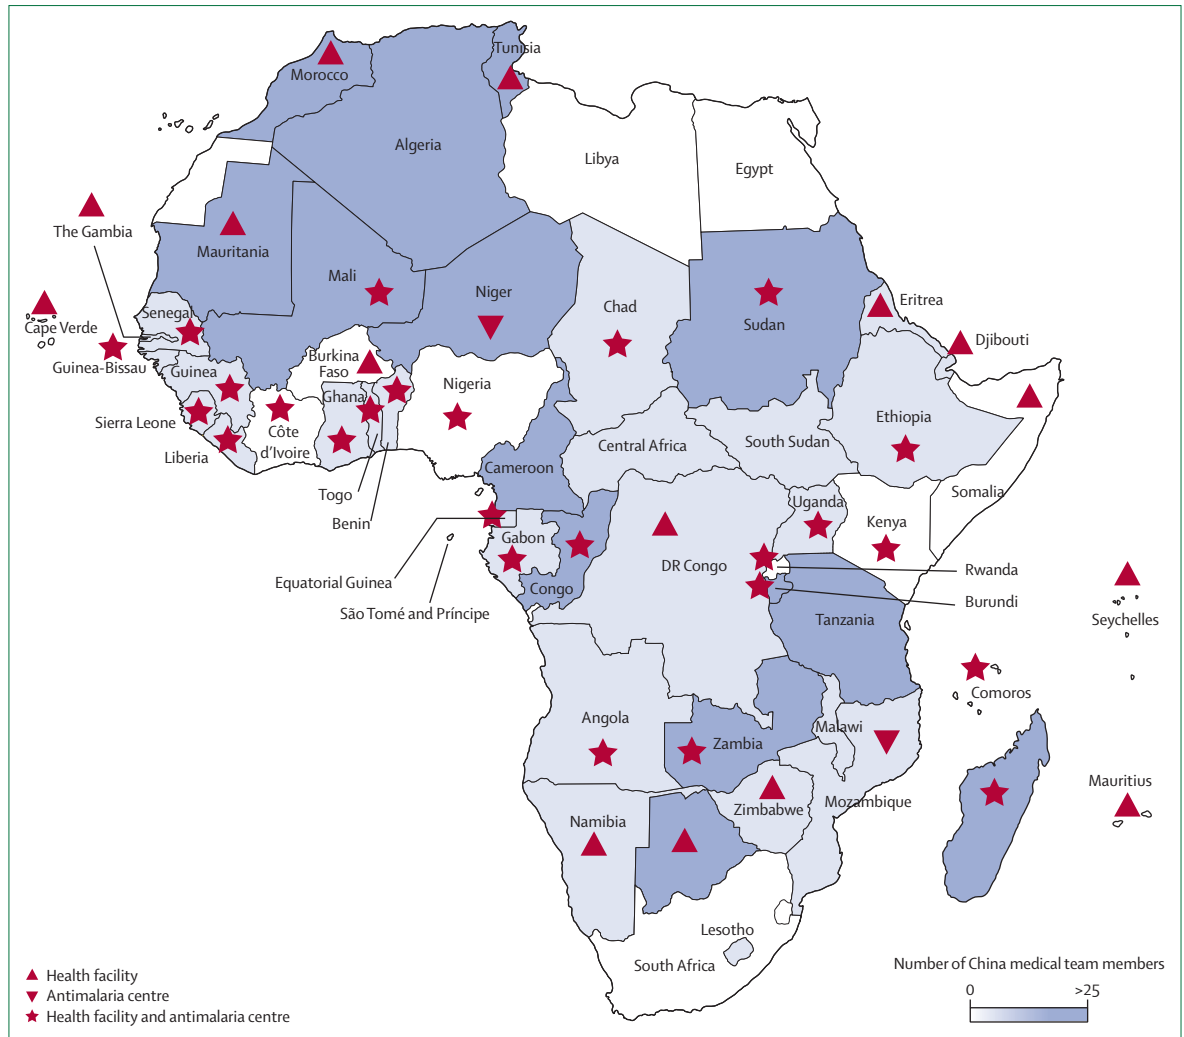 Tunisia
Morocco
Algeria
Libya
Egypt
The Gambia
Mauritania
Mali
Niger
Chad
Sudan
Eritrea
Cape Verde
Senegal
Guinea-Bissau
Djibouti
Burkina
Faso
Guinea
Nigeria
Ghana
Sierra Leone
Côte
d’Ivoire
Liberia
Ethiopia
Central Africa
South Sudan
Cameroon
Togo
Benin
Somalia
Uganda
Kenya
Gabon
DR Congo
Rwanda
Equatorial Guinea
Congo
Burundi
São Tomé and Príncipe
Tanzania
Seychelles
Comoros
Angola
Malawi
Zambia
Mauritius
Mozambique
Zimbabwe
Namibia
Lesotho
South Africa
Health facility
Antimalaria centre
Health facility and antimalaria centre
Number of China medical team members
0 >25